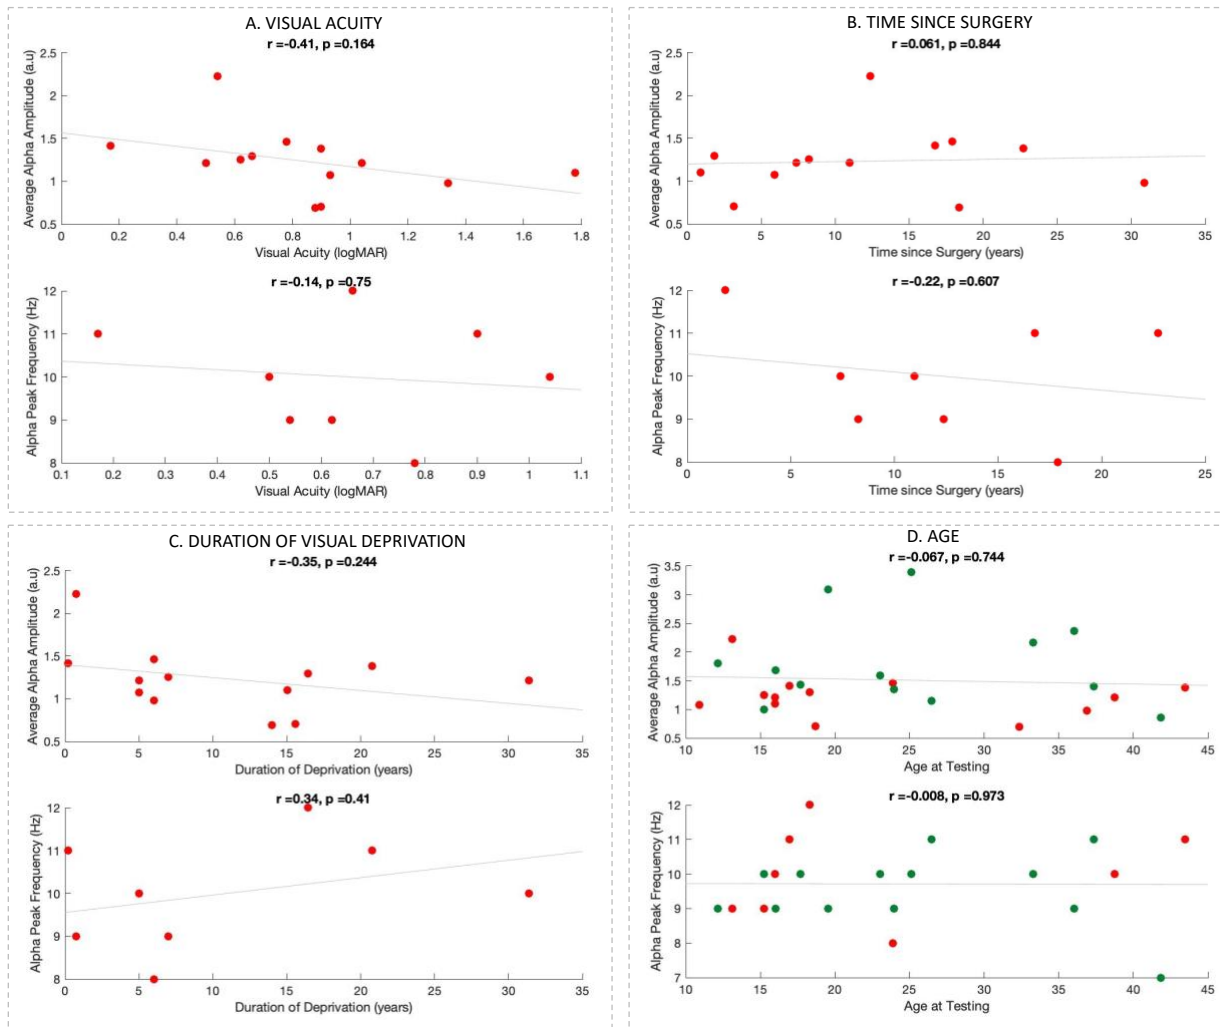 A. VISUAL ACUITY
r =-0.41, p =0.164
Average Alpha Amplitude (a.u)
2.5
2
1.5
1
0.5
0 0.2 0.4 0.6 0.8 1 1.2 1.4 1.6 1.8
Visual Acuity (logMAR)
r =-0.14, p =0.75
Alpha Peak Frequency (Hz)
12
11
10
9
8
0.1 0.2 0.3 0.4 0.5 0.6 0.7 0.8 0.9 1 1.1
Visual Acuity (logMAR)
B. TIME SINCE SURGERY
r =0.061, p =0.844
Average Alpha Amplitude (a.u)
2.5
2
1.5
1
0.5
0 5 10 15 20 25 30 35
Time since Surgery (years)
r =-0.22, p =0.607
Alpha Peak Frequency (Hz)
12
11
10
9
8
0 5 10 15 20 25
Time since Surgery (years)
C. DURATION OF VISUAL DEPRIVATION
r =-0.35, p =0.244
Average Alpha Amplitude (a.u)
2.5
2
1.5
1
0.5
0 5 10 15 20 25 30 35
Duration of Deprivation (years)
r =0.34, p =0.41
Alpha Peak Frequency (Hz)
12
11
10
9
8
0 5 10 15 20 25 30 35
Duration of Deprivation (years)
D. AGE
r =-0.067, p =0.744
Average Alpha Amplitude (a.u)
3.5
3
2.5
2
1.5
1
0.5
10 15 20 25 30 35 40 45
Age at Testing
r =-0.008, p =0.973
Alpha Peak Frequency (Hz)
12
11
10
9
8
7
10 15 20 25 30 35 40 45
Age at Testing